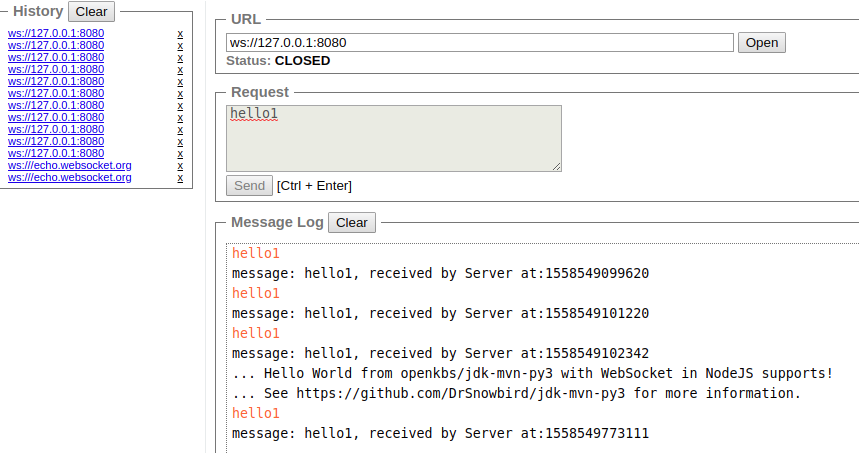 History Clear
ws://127.0.0.1:8080 x
ws://127.0.0.1:8080 x
ws://127.0.0.1:8080 x
ws://127.0.0.1:8080 x
ws://127.0.0.1:8080 x
ws://127.0.0.1:8080 x
ws://127.0.0.1:8080 x
ws://127.0.0.1:8080 x
ws://127.0.0.1:8080 x
ws://127.0.0.1:8080 x
ws://127.0.0.1:8080 x
ws:///echo.websocket.org x
ws:///echo.websocket.org x
URL
ws://127.0.0.1:8080 Open
Status: CLOSED
Request
hello1
Send [Ctrl + Enter]
Message Log Clear
hello1
message: hello1, received by Server at:1558549099620
hello1
message: hello1, received by Server at:1558549101220
hello1
message: hello1, received by Server at:1558549102342
... Hello World from openkbs/jdk-mvn-py3 with WebSocket in NodeJS supports!
... See https://github.com/DrSnowbird/jdk-mvn-py3 for more information.
hello1
message: hello1, received by Server at:1558549773111